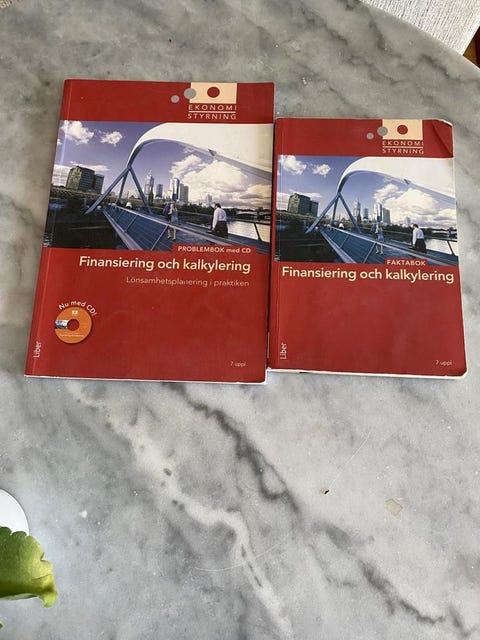 EKONOMI
STYRNING
PROBLEMBOK med CD
Finansiering och kalkylering
Lönsamhetsplanering i praktiken
Nu med CD!
Liber
7 uppl
EKONOMI
STYRNING
FAKTABOK
Finansiering och kalkylering
Liber
7 uppl